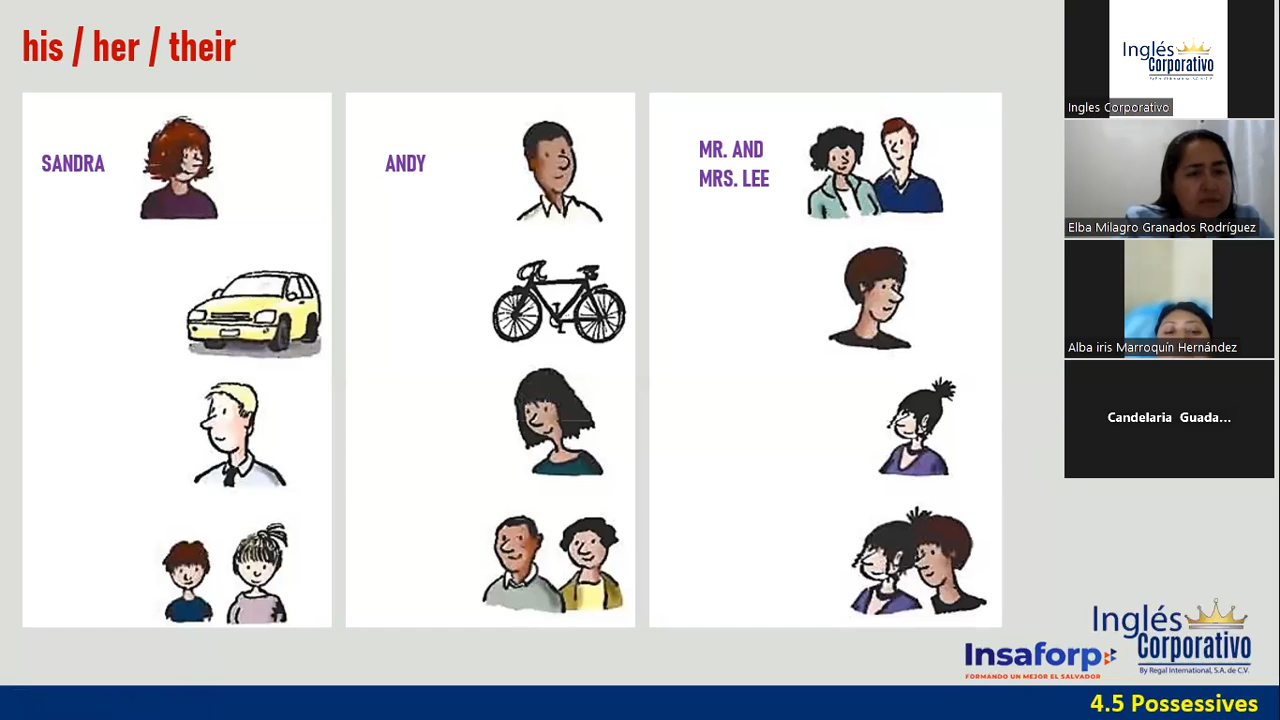 his / her / their
SANDRA
ANDY
MR. AND
MRS. LEE
Inglés
Corporativo
Ingles Corporativo
Elba Milagro Granados Rodríguez
Alba iris Marroquín Hernández
Candelaria Guada...
Insaforp
FORMANDO UN MEJOR EL SALVADOR
Inglés
Corporativo
By Regal International, S.A. de C.V.
4.5 Possessives